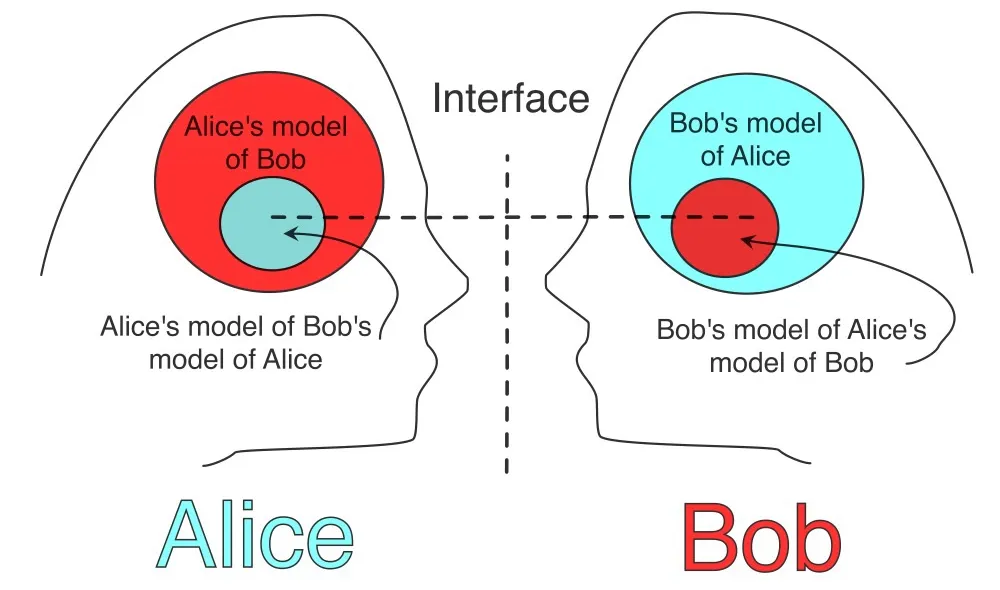 Interface
Alice's model
of Bob
Bob's model
of Alice
Alice's model of Bob's
model of Alice
Bob's model of Alice's
model of Bob
Alice
Bob